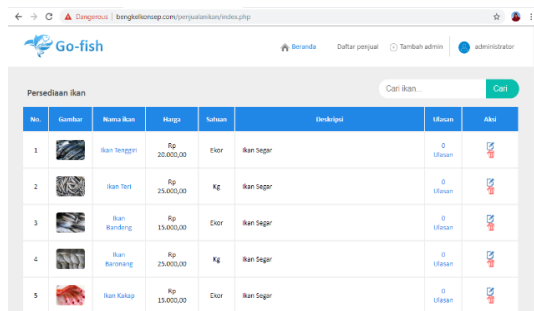 Dangerous | bengkelkonsep.com/penjualanikan/index.php
Go-fish
Beranda Daftar penjual Tambah admin administrator
Persediaan ikan
Cari ikan... Cari
No. Gambar Nama ikan Harga Satuan Deskripsi Ulasan Aksi
1 Ikan Tenggiri Rp 20.000,00 Ekor Ikan Segar 0 Ulasan
2 Ikan Teri Rp 25.000,00 Kg Ikan Segar 0 Ulasan
3 Ikan Bandeng Rp 15.000,00 Ekor Ikan Segar 0 Ulasan
4 Ikan Baronang Rp 25.000,00 Kg Ikan Segar 0 Ulasan
5 Ikan Kakap Rp 15.000,00 Ekor Ikan Segar 0 Ulasan